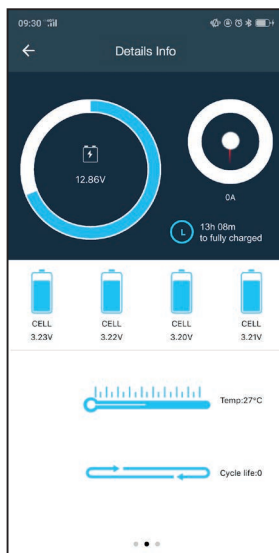 09:30
Details Info
12.86V
0A
L
13h 08m
to fully charged
CELL
3.23V
CELL
3.22V
CELL
3.20V
CELL
3.21V
Temp:27°C
Cycle life:0